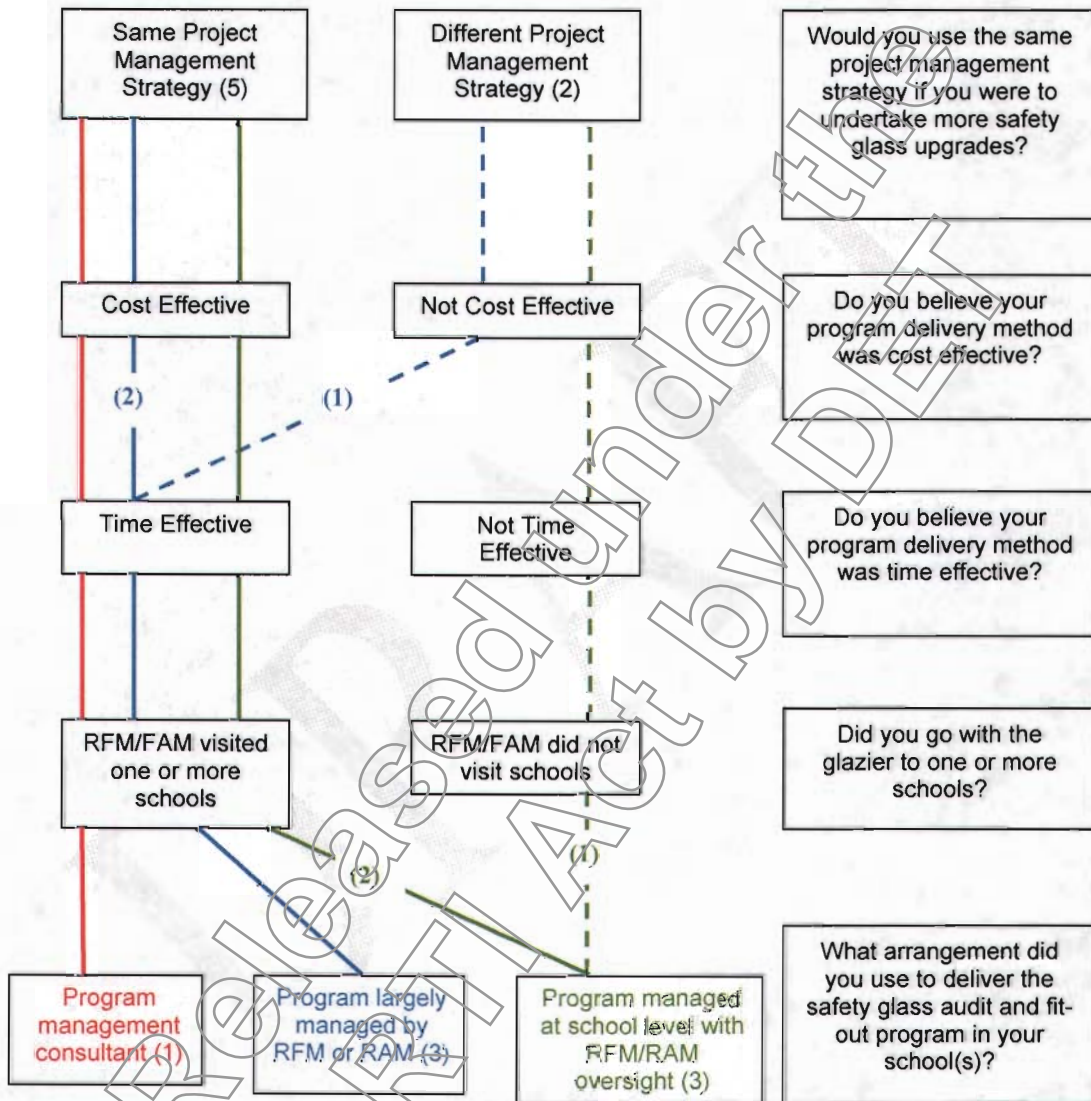 Same Project
Management
Strategy (5)
Different Project
Management
Strategy (2)
Would you use the same
project management
strategy if you were to
undertake more safety
glass upgrades?
Cost Effective
Not Cost Effective
Do you believe your
program delivery method
was cost effective?
(2)
(1)
Time Effective
Not Time
Effective
Do you believe your
program delivery method
was time effective?
RFM/FAM visited
one or more
schools
RFM/FAM did not
visit schools
Did you go with the
glazier to one or more
schools?
(2)
(1)
Program
management
consultant (1)
Program largely
managed by
RFM or RAM (3)
Program managed
at school level with
RFM/RAM
oversight (3)
What arrangement did
you use to deliver the
safety glass audit and fit-
out program in your
school(s)?
Released under the
RTI Act by DET